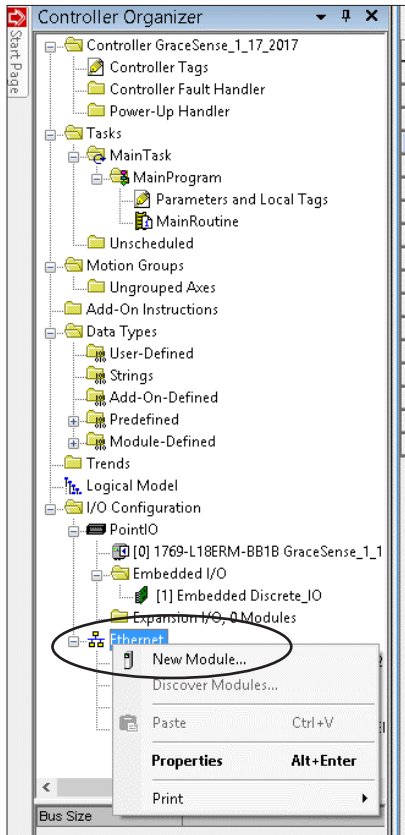 Controller Organizer
Start Page
Controller GraceSense_1_17_2017
Controller Tags
Controller Fault Handler
Power-Up Handler
Tasks
MainTask
MainProgram
Parameters and Local Tags
MainRoutine
Unscheduled
Motion Groups
Ungrouped Axes
Add-On Instructions
Data Types
User-Defined
Strings
Add-On-Defined
Predefined
Module-Defined
Trends
Logical Model
I/O Configuration
PointIO
[0] 1769-L18ERM-BB1B GraceSense_1_1
Embedded I/O
[1] Embedded Discrete_IO
Expansion I/O, 0 Modules
Ethernet
New Module...
Discover Modules...
Paste Ctrl+V
Properties Alt+Enter
Print
Bus Size